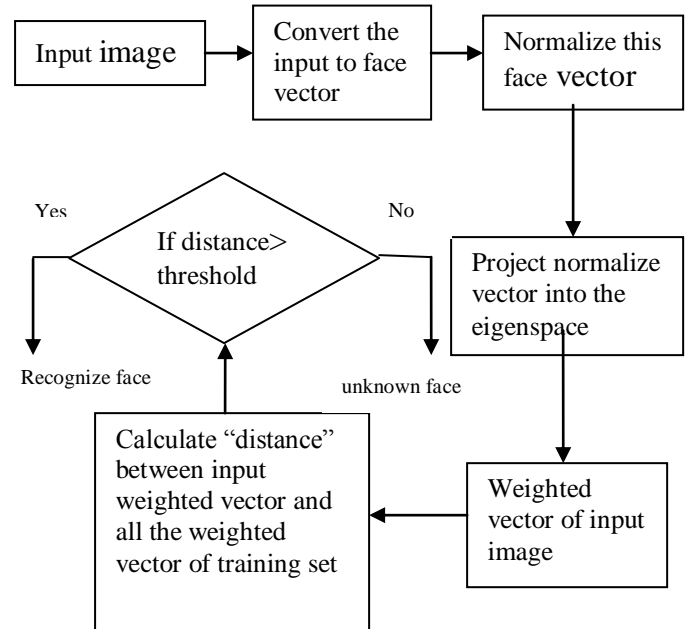 Input image
Convert the
input to face
vector
Normalize this
face vector
Project normalize
vector into the
eigenspace
Weighted
vector of input
image
Calculate “distance”
between input
weighted vector and
all the weighted
vector of training set
If distance>
threshold
Yes
No
Recognize face
unknown face